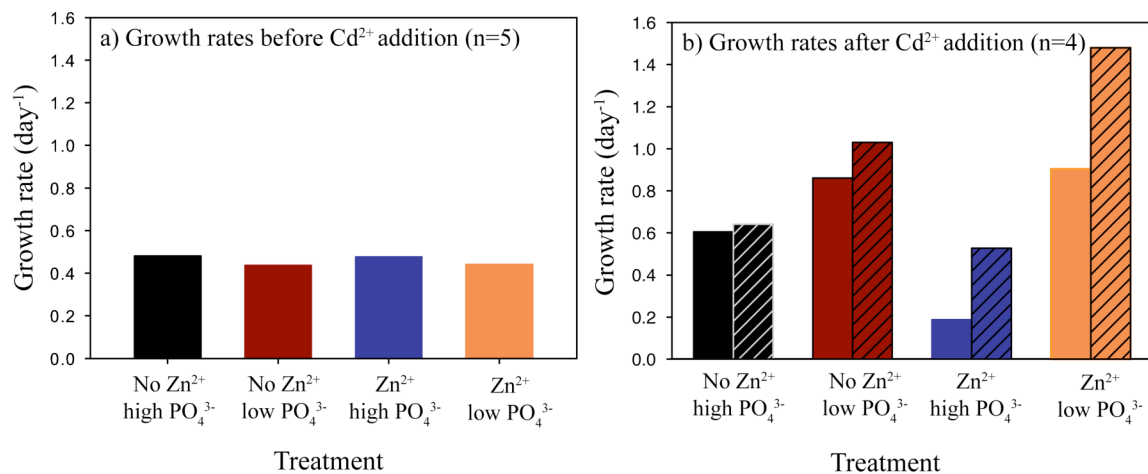 a) Growth rates before Cd²⁺ addition (n=5)
Growth rate (day⁻¹)
1.6
1.4
1.2
1.0
0.8
0.6
0.4
0.2
0.0
No Zn²⁺
high PO₄³⁻
No Zn²⁺
low PO₄³⁻
Zn²⁺
high PO₄³⁻
Zn²⁺
low PO₄³⁻
Treatment
b) Growth rates after Cd²⁺ addition (n=4)
Growth rate (day⁻¹)
1.6
1.4
1.2
1.0
0.8
0.6
0.4
0.2
0.0
No Zn²⁺
high PO₄³⁻
No Zn²⁺
low PO₄³⁻
Zn²⁺
high PO₄³⁻
Zn²⁺
low PO₄³⁻
Treatment